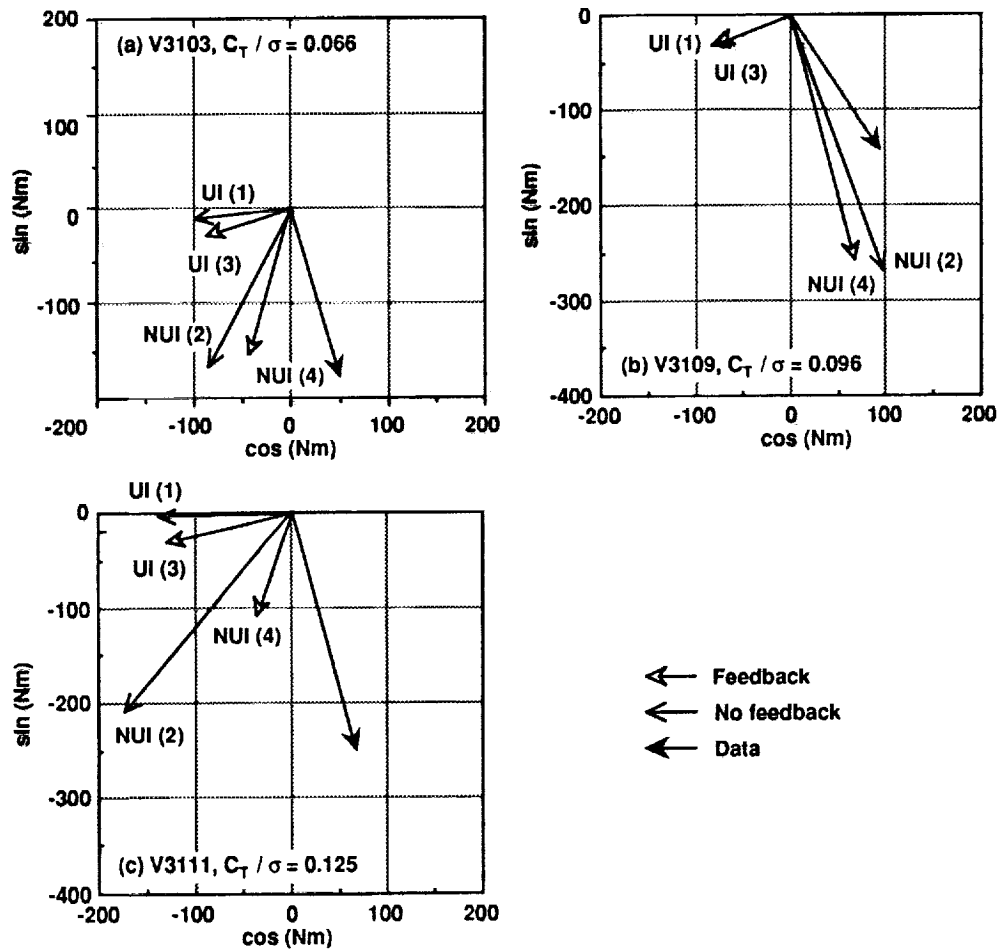 (a) V3103, C_T / σ = 0.066
200
100
0
-100
-200
-100
0
100
200
sin (Nm)
cos (Nm)
UI (1)
UI (3)
NUI (2)
NUI (4)
0
-100
-200
-300
-400
-200
-100
0
100
200
sin (Nm)
cos (Nm)
UI (1)
UI (3)
NUI (2)
NUI (4)
(b) V3109, C_T / σ = 0.096
UI (1)
0
-100
-200
-300
-400
-200
-100
0
100
200
sin (Nm)
cos (Nm)
UI (3)
NUI (4)
NUI (2)
(c) V3111, C_T / σ = 0.125
Feedback
No feedback
Data